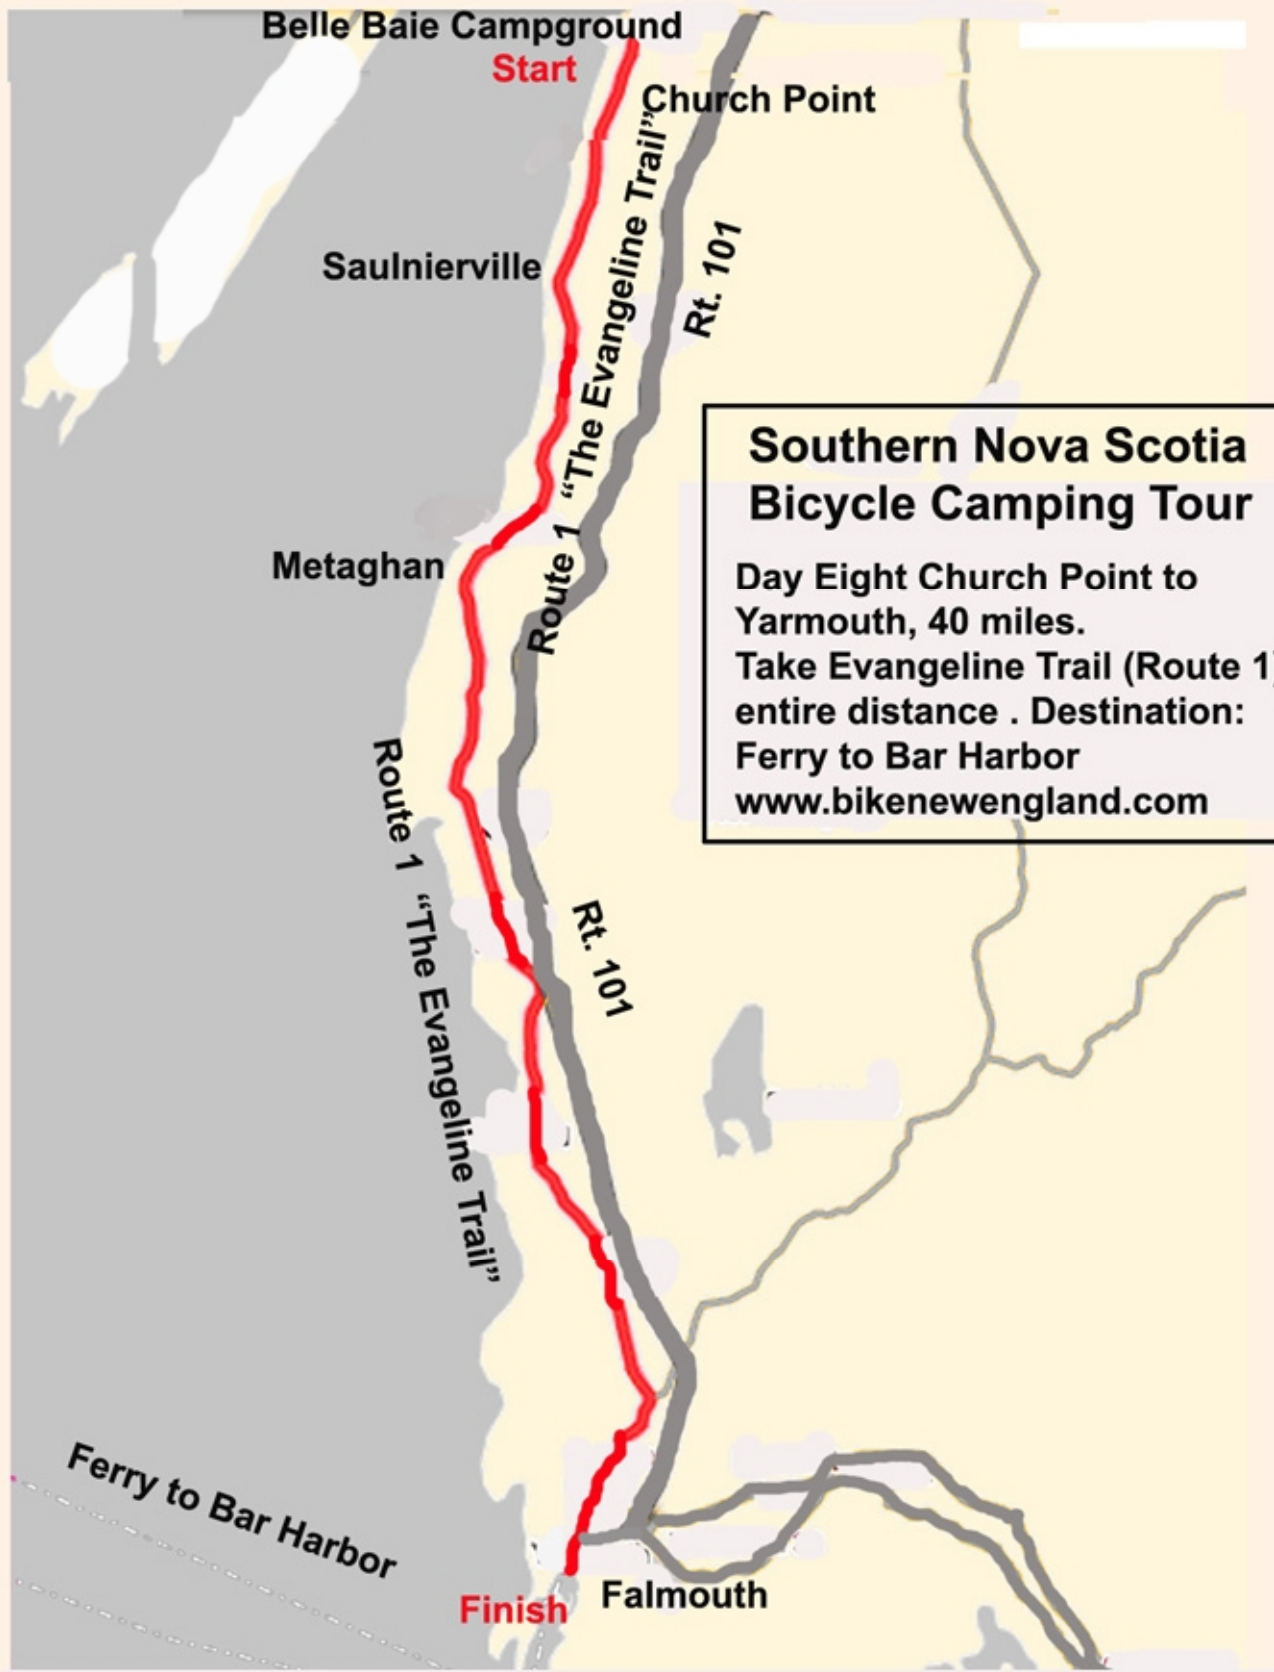 Belle Baie Campground
Start
Church Point
Saulnierville
Route 1 “The Evangeline Trail”
Rt. 101
Southern Nova Scotia
Bicycle Camping Tour
Day Eight Church Point to
Yarmouth, 40 miles.
Take Evangeline Trail (Route 1)
entire distance . Destination:
Ferry to Bar Harbor
www.bikenewengland.com
Metaghan
Route 1 “The Evangeline Trail”
Rt. 101
Ferry to Bar Harbor
Finish
Falmouth